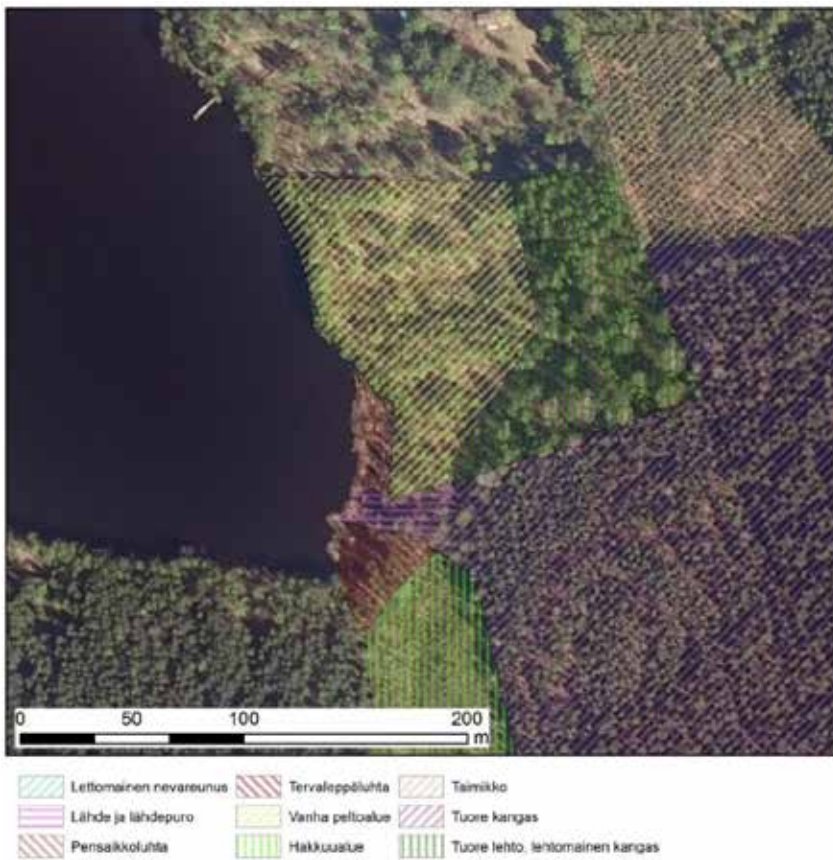 0 50 100 200
m
Lettomainen nevareunus Tervaleppäluhta Taimikko
Lähde ja lähdepuro Vanha peltoalue Tuore kangas
Pensaikkoluhta Hakkuualue Tuore lehto, lehtomainen kangas